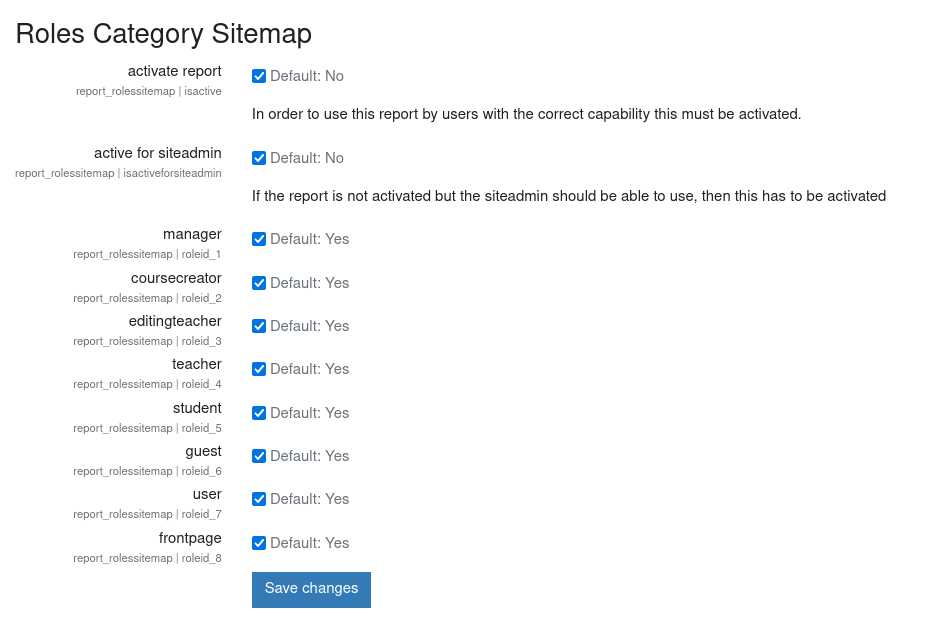 Roles Category Sitemap
activate report
Default: No
report_rolessitemap | isactive
In order to use this report by users with the correct capability this must be activated.
active for siteadmin
Default: No
report_rolessitemap | isactiveforsiteadmin
If the report is not activated but the siteadmin should be able to use, then this has to be activated
manager
Default: Yes
report_rolessitemap | roleid_1
coursecreator
Default: Yes
report_rolessitemap | roleid_2
editingteacher
Default: Yes
report_rolessitemap | roleid_3
teacher
Default: Yes
report_rolessitemap | roleid_4
student
Default: Yes
report_rolessitemap | roleid_5
guest
Default: Yes
report_rolessitemap | roleid_6
user
Default: Yes
report_rolessitemap | roleid_7
frontpage
Default: Yes
report_rolessitemap | roleid_8
Save changes